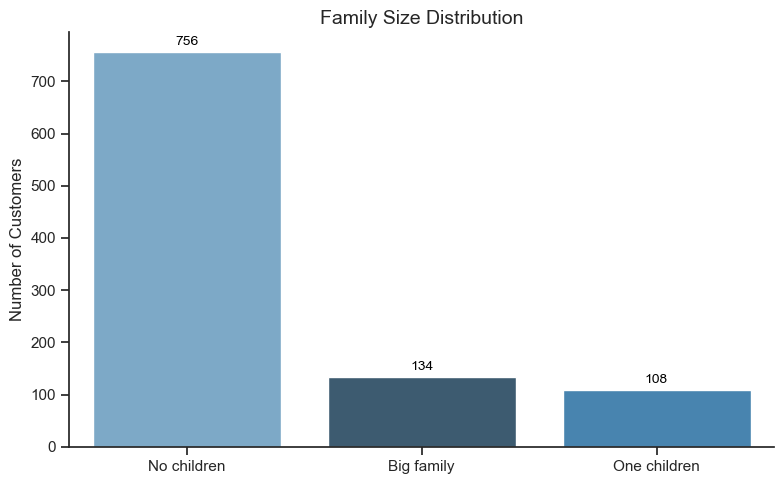 Family Size Distribution
Number of Customers
700
600
500
400
300
200
100
0
756
134
108
No children
Big family
One children